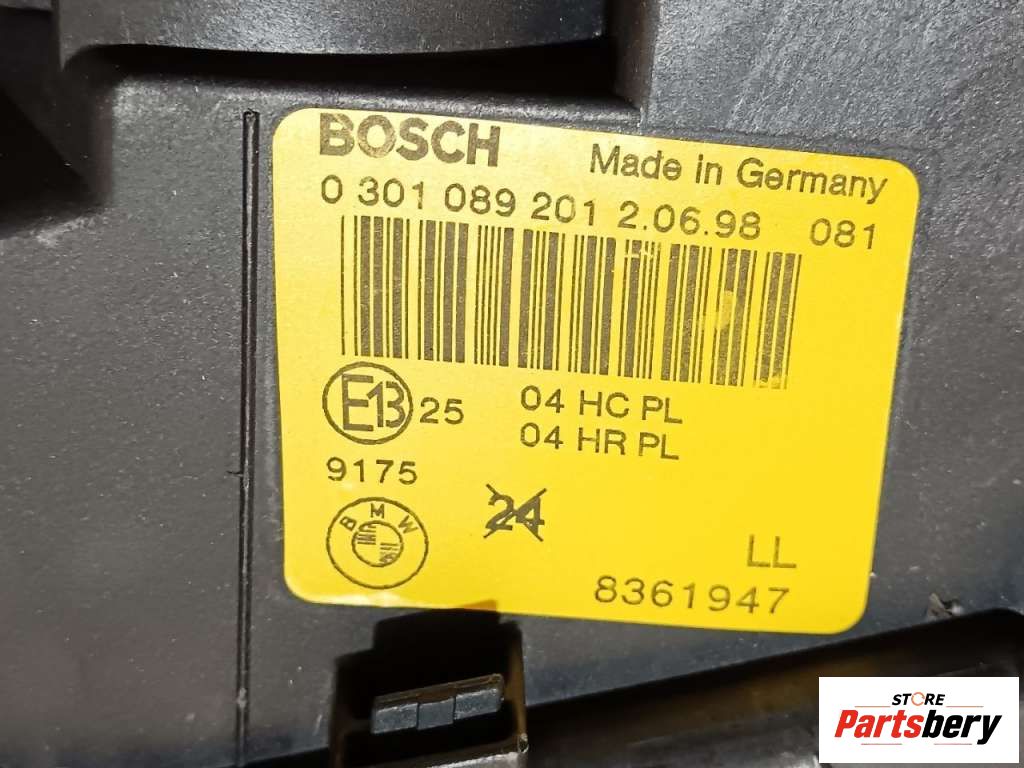 BOSCH Made in Germany
0 301 089 201 2.06.98 081
E13 25 04 HC PL
04 HR PL
9175
24
BMW
LL
8361947
STORE
Partsbery